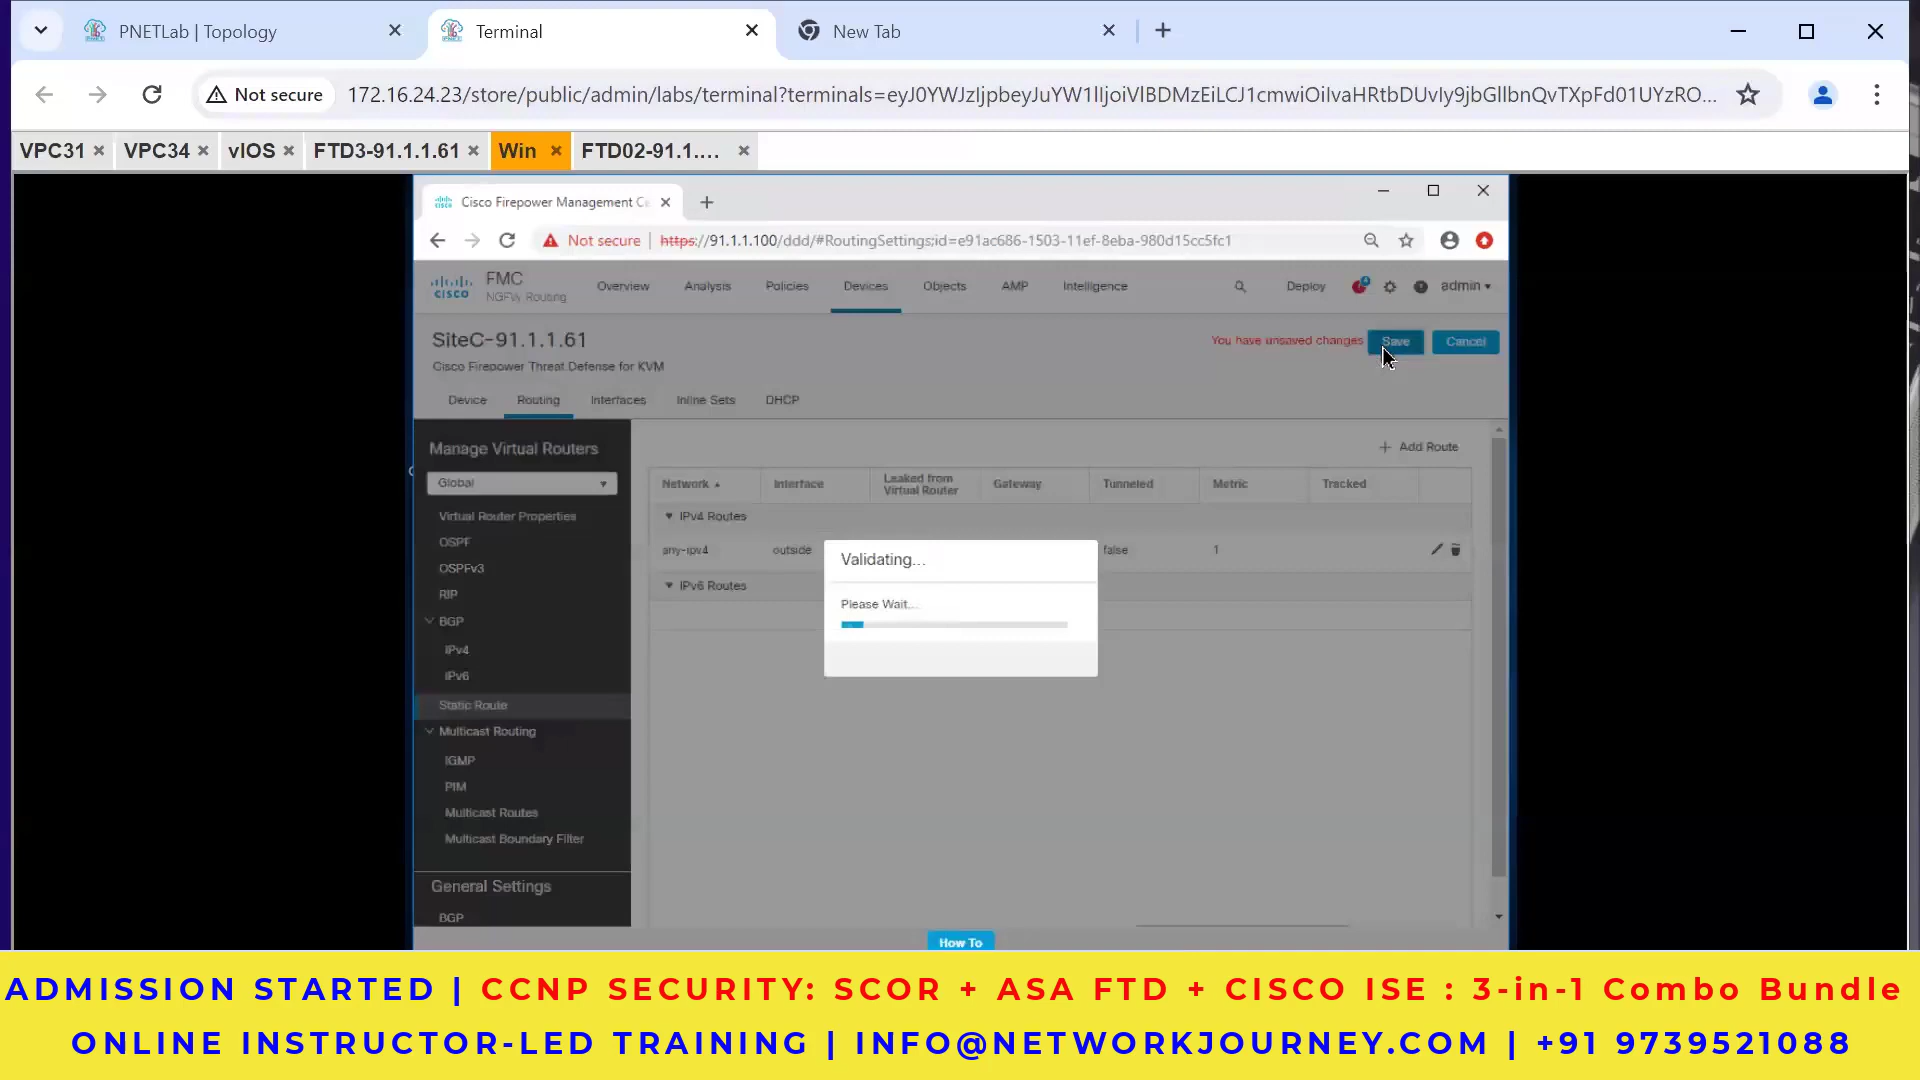 PNETLab | Topology
Terminal
New Tab
Not secure
172.16.24.23/store/public/admin/labs/terminal?terminals=eyJ0YWJzIjpbeyJuYW1lIjoiVlBDMzEiLCJ1cmwiOiIvaHRtbDUvIy9jbGllbnQvTXpFd01UYzRO...
VPC31
VPC34
vIOS
FTD3-91.1.1.61
Win
FTD02-91.1....
Cisco Firepower Management Ce
Not secure
https://91.1.1.100/ddd/#RoutingSettings;id=e91ac686-1503-11ef-8eba-980d15cc5fc1
CISCO
FMC
NGFW Routing
Overview
Analysis
Policies
Devices
Objects
AMP
Intelligence
Deploy
admin
SiteC-91.1.1.61
Cisco Firepower Threat Defense for KVM
You have unsaved changes
Save
Cancel
Device
Routing
Interfaces
Inline Sets
DHCP
Manage Virtual Routers
Global
Virtual Router Properties
OSPF
OSPFv3
RIP
BGP
IPv4
IPv6
Static Route
Multicast Routing
IGMP
PIM
Multicast Routes
Multicast Boundary Filter
General Settings
BGP
+ Add Route
Network
Interface
Leaked from Virtual Router
Gateway
Tunneled
Metric
Tracked
IPv4 Routes
any-ipv4
outside
false
1
IPv6 Routes
Validating...
Please Wait...
How To
ADMISSION STARTED | CCNP SECURITY: SCOR + ASA FTD + CISCO ISE : 3-in-1 Combo Bundle
ONLINE INSTRUCTOR-LED TRAINING | INFO@NETWORKJOURNEY.COM | +91 9739521088